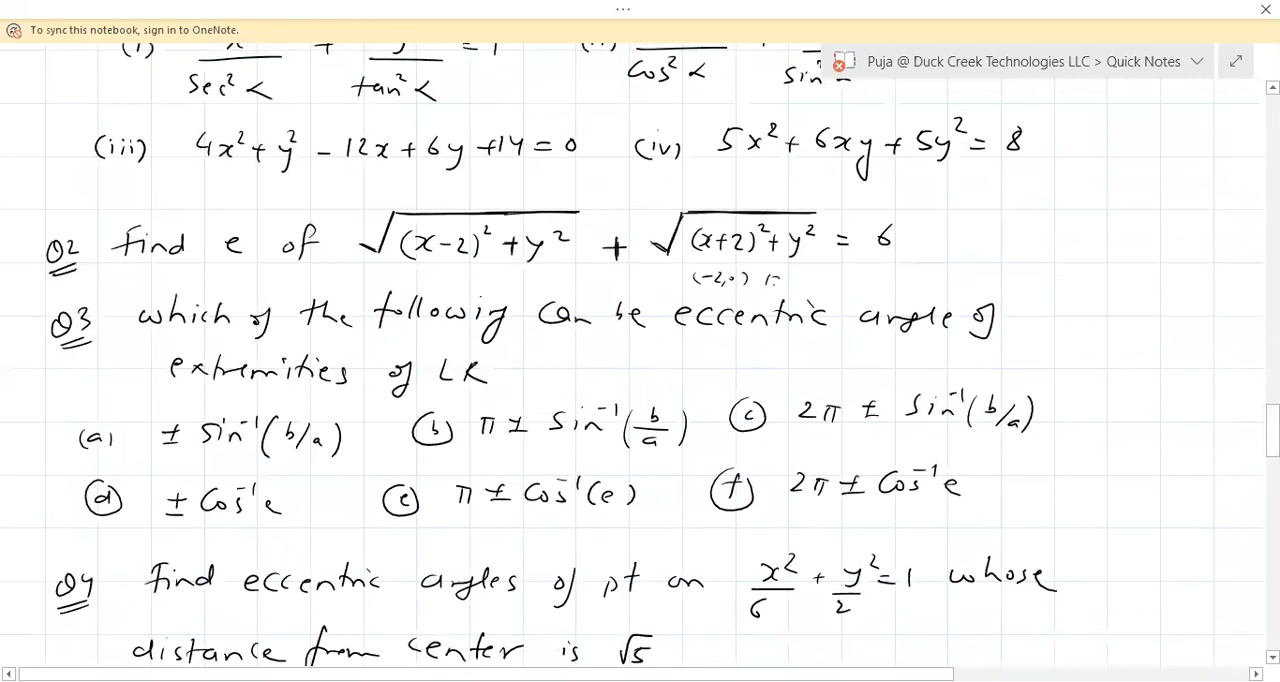 To sync this notebook, sign in to OneNote.
Puja @ Duck Creek Technologies LLC > Quick Notes
(i) sec² < + tan² < = 1 (ii) cos² < sin²
(iii) 4x² + y² - 12x + 6y + 14 = 0 (iv) 5x² + 6xy + 5y² = 8
Q2 find e of √((x-2)² + y²) + √((x+2)² + y²) = 6
(-2,0)
Q3 which of the followig can be eccentric angle of
extremities of LR
(a) ± sin⁻¹(b/a) (b) π ± sin⁻¹(b/a) (c) 2π ± sin⁻¹(b/a)
(d) ± cos⁻¹e (e) π ± cos⁻¹(e) (f) 2π ± cos⁻¹e
Q4 find eccentric angles of pt on x²/6 + y²/2 = 1 whose
distance from center is √5